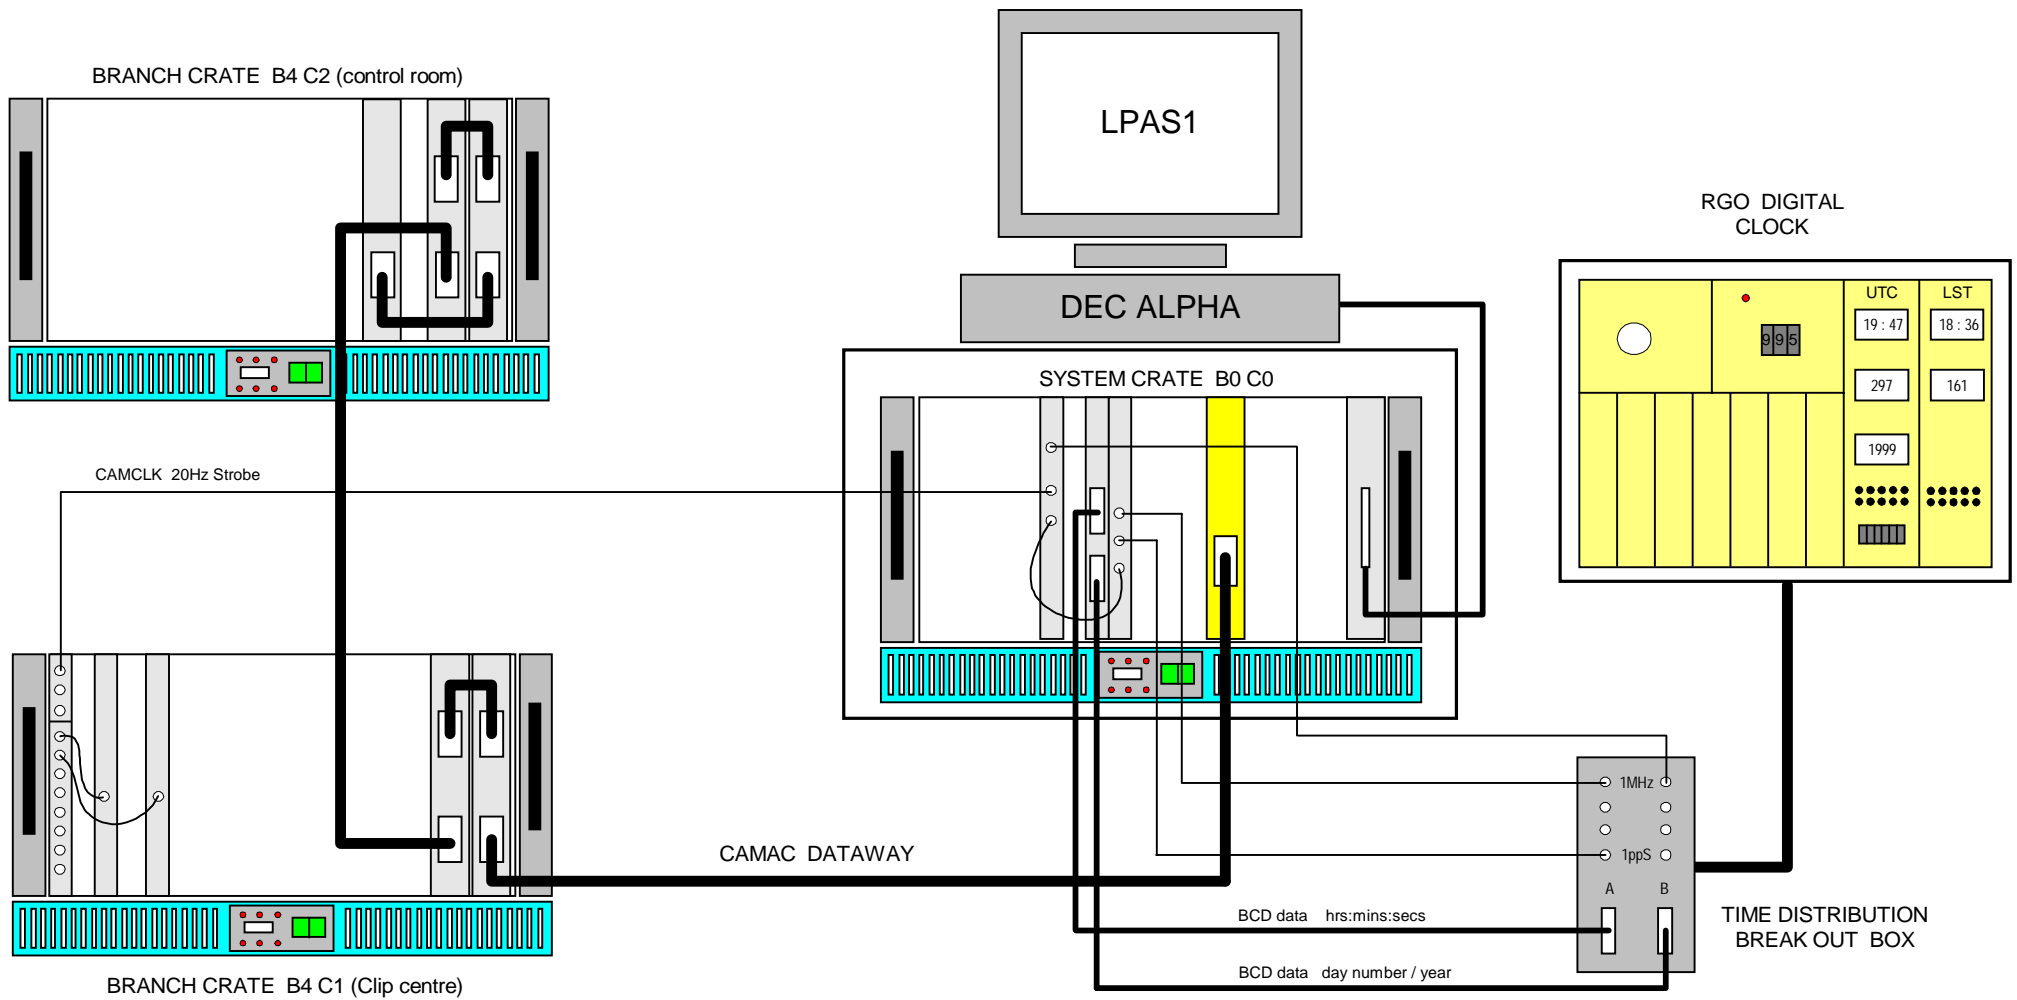 BRANCH CRATE B4 C2 (control room)
LPAS1
DEC ALPHA
RGO DIGITAL
CLOCK
UTC
LST
19 : 47
18 : 36
995
297
161
1999
SYSTEM CRATE B0 C0
CAMCLK 20Hz Strobe
CAMAC DATAWAY
1MHz
1ppS
A
B
BCD data hrs:mins:secs
BCD data day number / year
TIME DISTRIBUTION
BREAK OUT BOX
BRANCH CRATE B4 C1 (Clip centre)